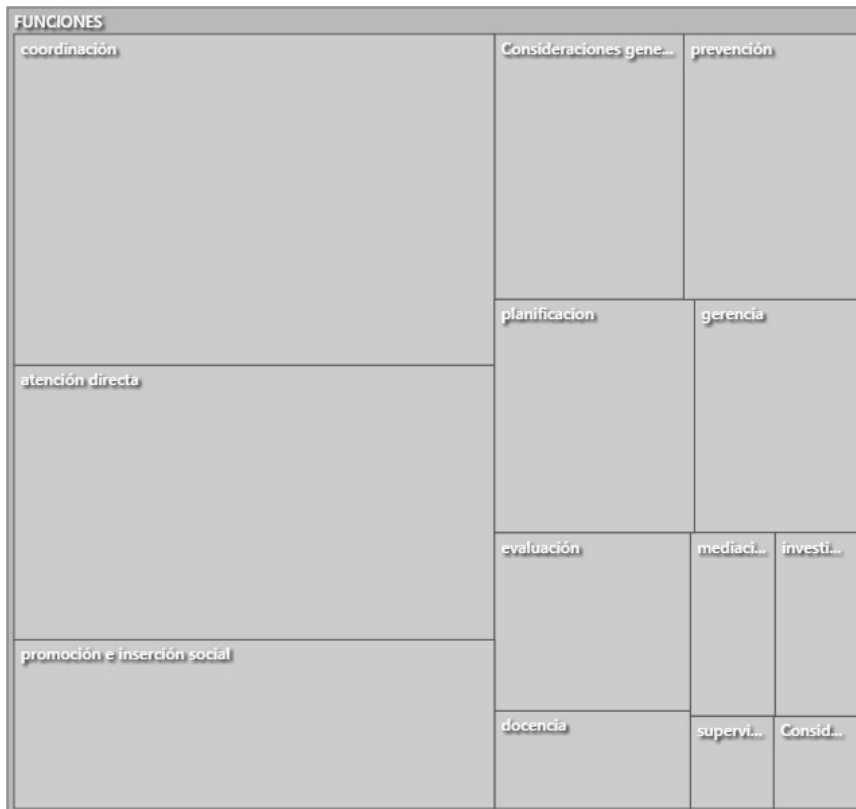 FUNCIONES
coordinación
Consideraciones gene...
prevención
atención directa
planificacion
gerencia
promoción e inserción social
evaluación
mediaci...
investi...
docencia
supervi...
Consid...